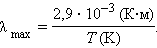 λ max = 2,9 · 10⁻³ (К·м) / T (К) .